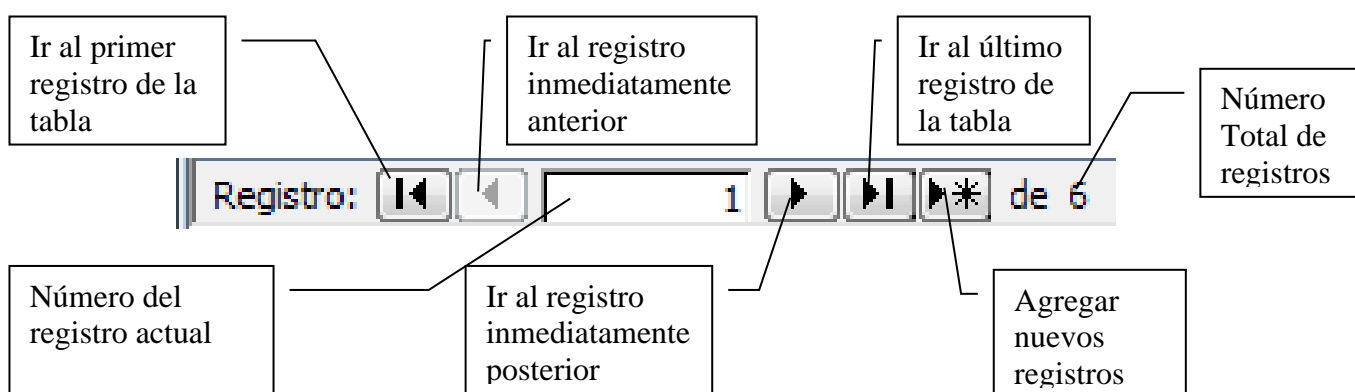 Ir al primer
registro de la
tabla
Ir al registro
inmediatamente
anterior
Ir al último
registro de
la tabla
Número
Total de
registros
Registro: 1 de 6
Número del
registro actual
Ir al registro
inmediatamente
posterior
Agregar
nuevos
registros